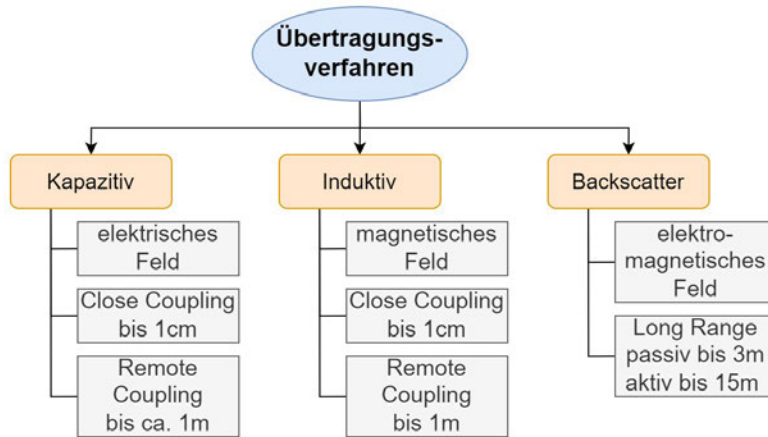 Übertragungs-
verfahren
Kapazitiv
Induktiv
Backscatter
elektrisches
Feld
Close Coupling
bis 1cm
Remote
Coupling
bis ca. 1m
magnetisches
Feld
Close Coupling
bis 1cm
Remote
Coupling
bis 1m
elektro-
magnetisches
Feld
Long Range
passiv bis 3m
aktiv bis 15m